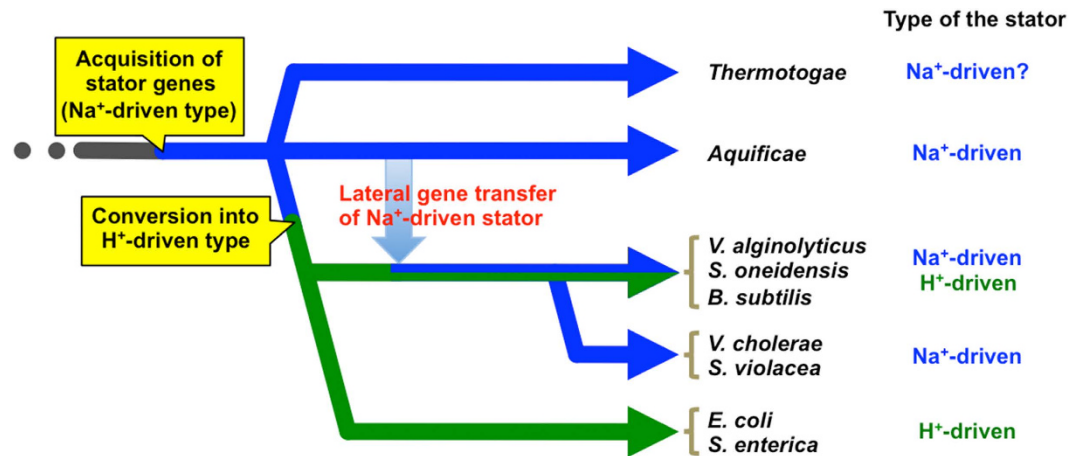 Type of the stator
Acquisition of
stator genes
(Na⁺-driven type)
Thermotogae
Na⁺-driven?
Aquificae
Na⁺-driven
Lateral gene transfer
of Na⁺-driven stator
Conversion into
H⁺-driven type
V. alginolyticus
S. oneidensis
B. subtilis
Na⁺-driven
H⁺-driven
V. cholerae
S. violacea
Na⁺-driven
E. coli
S. enterica
H⁺-driven